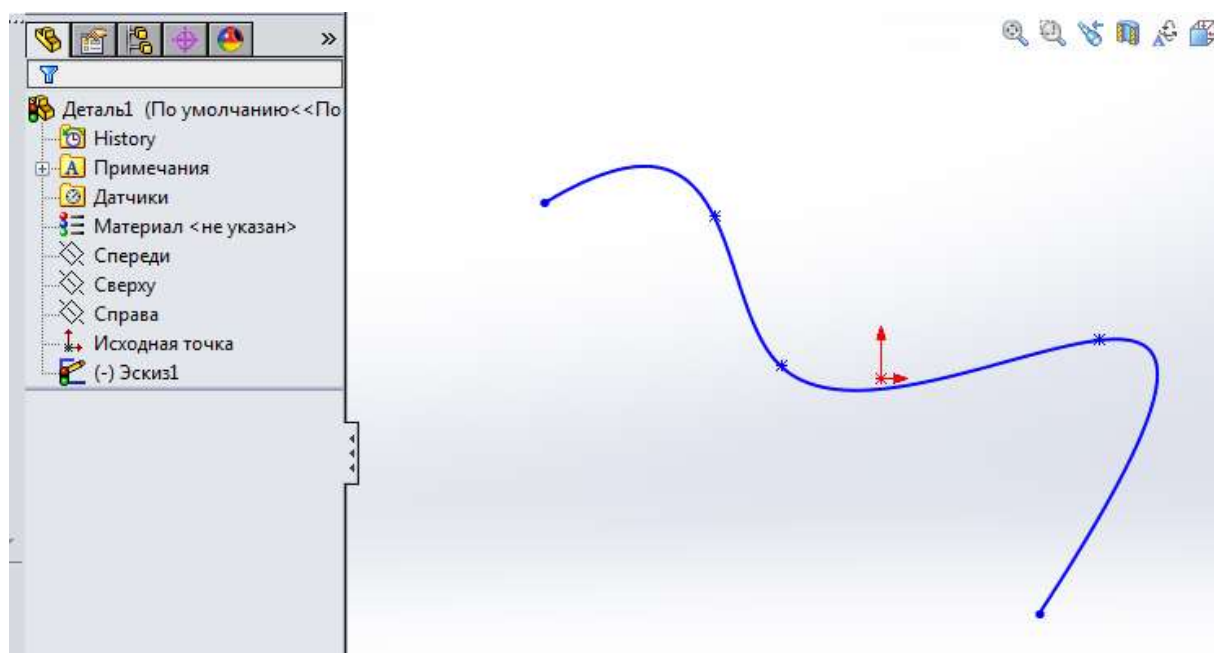 »
Деталь1 (По умолчанию<<По
History
Примечания
Датчики
Материал <не указан>
Спереди
Сверху
Справа
Исходная точка
(-) Эскиз1